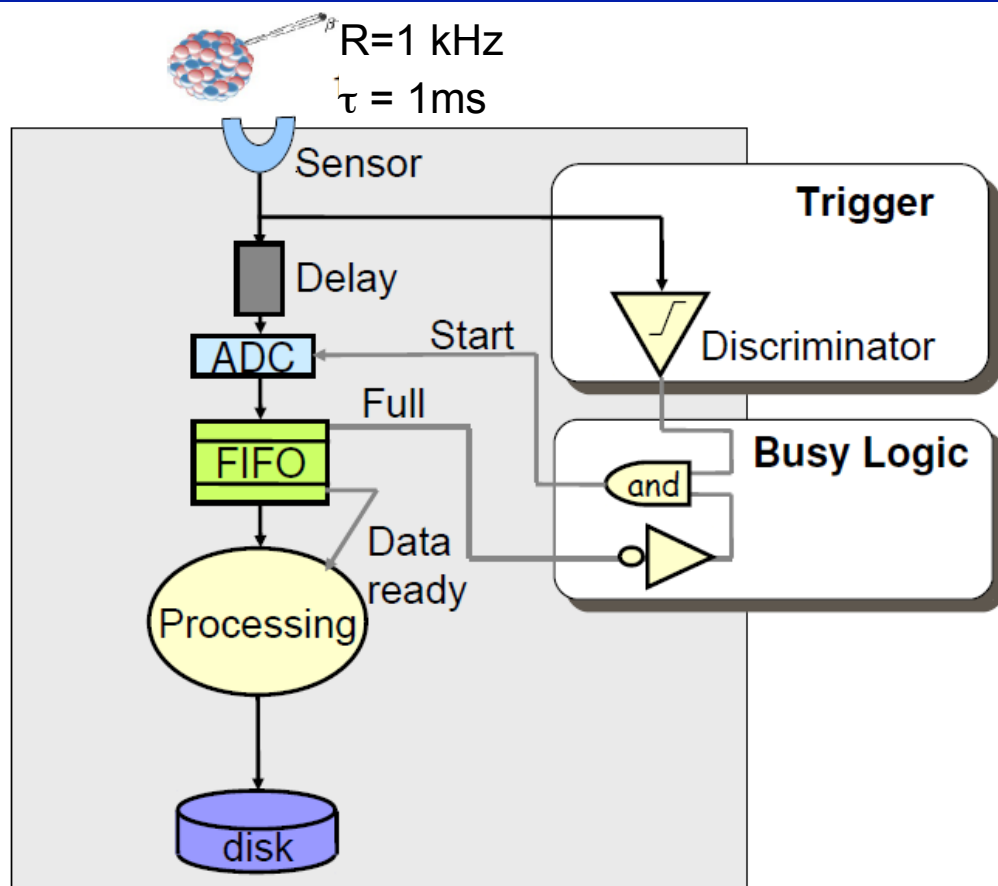 β
R=1 kHz
τ = 1ms
Sensor
Trigger
Delay
Start
Discriminator
ADC
Full
FIFO
Busy Logic
and
Data
ready
Processing
disk